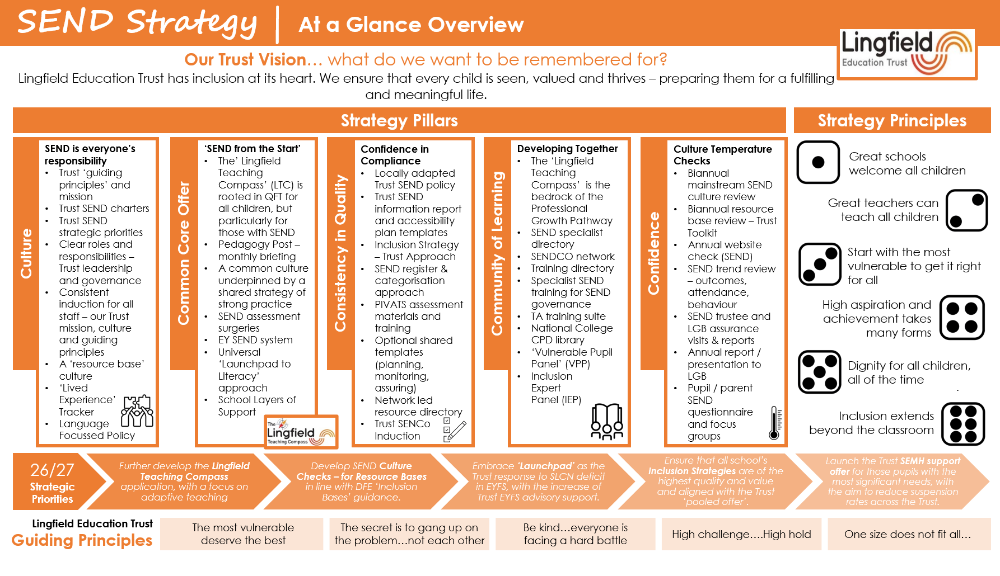 SEND Strategy
At a Glance Overview
Lingfield
Education Trust
Our Trust Vision… what do we want to be remembered for?
Lingfield Education Trust has inclusion at its heart. We ensure that every child is seen, valued and thrives – preparing them for a fulfilling
and meaningful life.
Strategy Pillars
Culture
SEND is everyone’s
responsibility
• Trust ‘guiding
principles’ and
mission
• Trust SEND charters
• Trust SEND
strategic priorities
• Clear roles and
responsibilities –
Trust leadership
and governance
• Consistent
induction for all
staff – our Trust
mission, culture
and guiding
principles
• A ‘resource base’
culture
• ‘Lived
Experience’
Tracker
• Language
Focussed Policy
Common Core Offer
‘SEND from the Start’
• The’ Lingfield
Teaching
Compass’ (LTC) is
rooted in QFT for
all children, but
particularly for
those with SEND
• Pedagogy Post –
monthly briefing
• A common culture
underpinned by a
shared strategy of
strong practice
• SEND assessment
surgeries
• EY SEND system
• Universal
‘Launchpad to
Literacy’
approach
• School Layers of
Support
The
Lingfield
Teaching Compass
Consistency in Quality
Confidence in
Compliance
• Locally adapted
Trust SEND policy
• Trust SEND
information report
and accessibility
plan templates
• Inclusion Strategy
– Trust Approach
• SEND register &
categorisation
approach
• PIVATS assessment
materials and
training
• Optional shared
templates
(planning,
monitoring,
assuring)
• Network led
resource directory
• Trust SENCo
Induction
Community of Learning
Developing Together
• The ‘Lingfield
Teaching
Compass’ is the
bedrock of the
Professional
Growth Pathway
• SEND specialist
directory
• SENDCO network
• Training directory
• Specialist SEND
training for SEND
governance
• TA training suite
• National College
CPD library
• ‘Vulnerable Pupil
Panel’ (VPP)
• Inclusion
Expert
Panel (IEP)
Confidence
Culture Temperature
Checks
• Biannual
mainstream SEND
culture review
• Biannual resource
base review – Trust
Toolkit
• Annual website
check (SEND)
• SEND trend review
– outcomes,
attendance,
behaviour
• SEND trustee and
LGB assurance
visits & reports
• Annual report /
presentation to
LGB
• Pupil / parent
SEND
questionnaire
and focus
groups
Strategy Principles
Great schools
welcome all children
Great teachers can
teach all children
Start with the most
vulnerable to get it right
for all
High aspiration and
achievement takes
many forms
Dignity for all children,
all of the time
.
Inclusion extends
beyond the classroom
26/27
Strategic
Priorities
Further develop the Lingfield
Teaching Compass
application, with a focus on
adaptive teaching
Develop SEND Culture
Checks – for Resource Bases
in line with DFE ‘Inclusion
Bases’ guidance.
Embrace ‘Launchpad’ as the
Trust response to SLCN deficit
in EYFS, with the increase of
Trust EYFS advisory support.
Ensure that all school’s
Inclusion Strategies are of the
highest quality and value
and aligned with the Trust
‘pooled offer’.
Launch the Trust SEMH support
offer for those pupils with the
most significant needs, with
the aim to reduce suspension
rates across the Trust.
Lingfield Education Trust
Guiding Principles
The most vulnerable
deserve the best
The secret is to gang up on
the problem…not each other
Be kind…everyone is
facing a hard battle
High challenge….High hold
One size does not fit all…